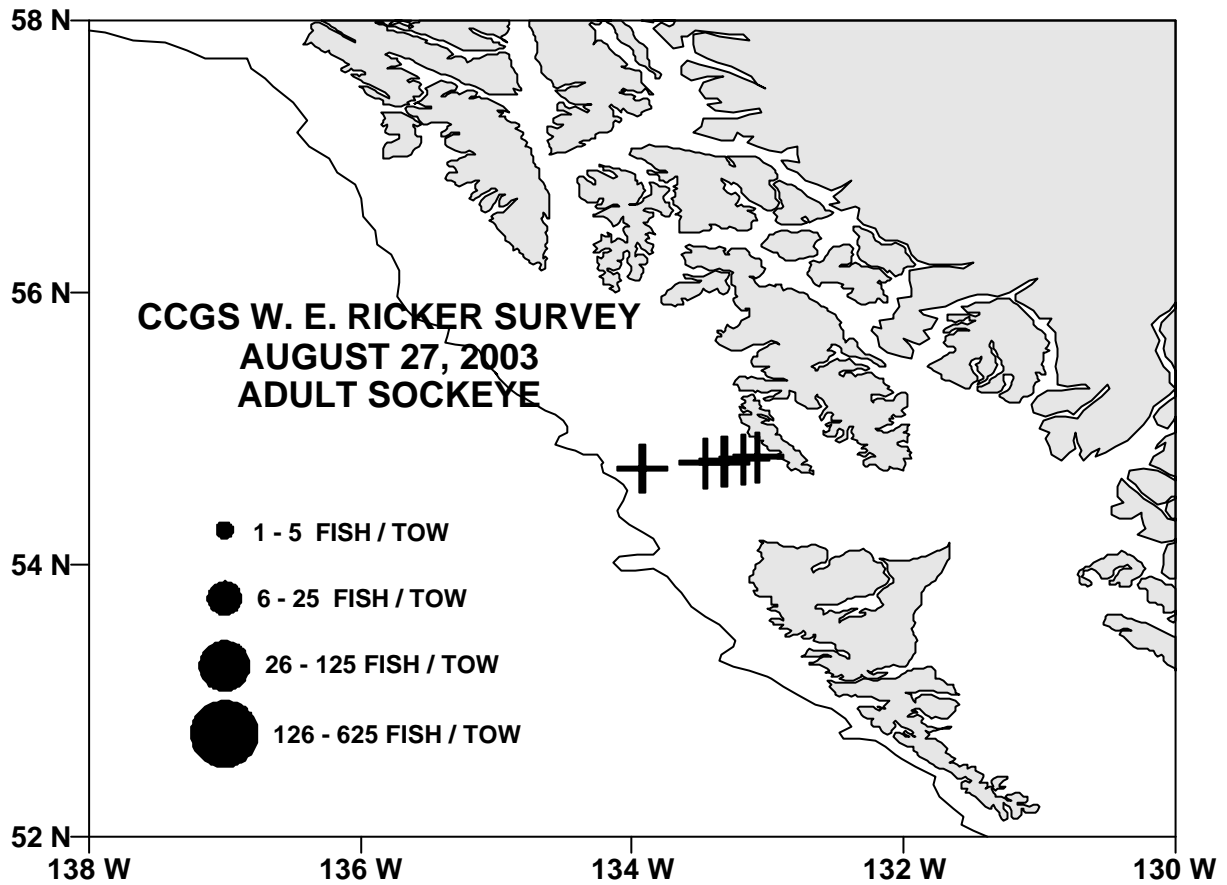 58 N
56 N
CCGS W. E. RICKER SURVEY
AUGUST 27, 2003
ADULT SOCKEYE
1 - 5 FISH / TOW
54 N
6 - 25 FISH / TOW
26 - 125 FISH / TOW
126 - 625 FISH / TOW
52 N
138 W 136 W 134 W 132 W 130 W